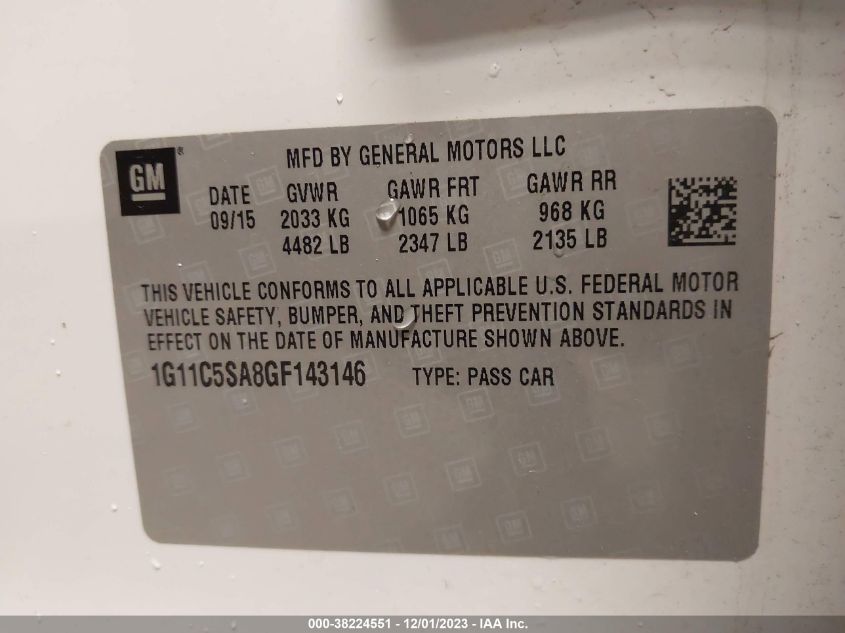 GM®
MFD BY GENERAL MOTORS LLC
DATE GVWR GAWR FRT GAWR RR
09/15 2033 KG 1065 KG 968 KG
4482 LB 2347 LB 2135 LB
THIS VEHICLE CONFORMS TO ALL APPLICABLE U.S. FEDERAL MOTOR
VEHICLE SAFETY, BUMPER, AND THEFT PREVENTION STANDARDS IN
EFFECT ON THE DATE OF MANUFACTURE SHOWN ABOVE.
1G11C5SA8GF143146 TYPE: PASS CAR
000-38224551 - 12/01/2023 - IAA Inc.